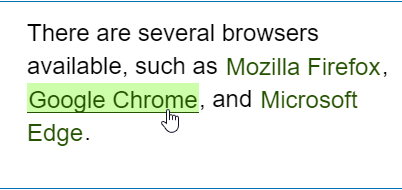 There are several browsers
available, such as Mozilla Firefox,
Google Chrome, and Microsoft
Edge.